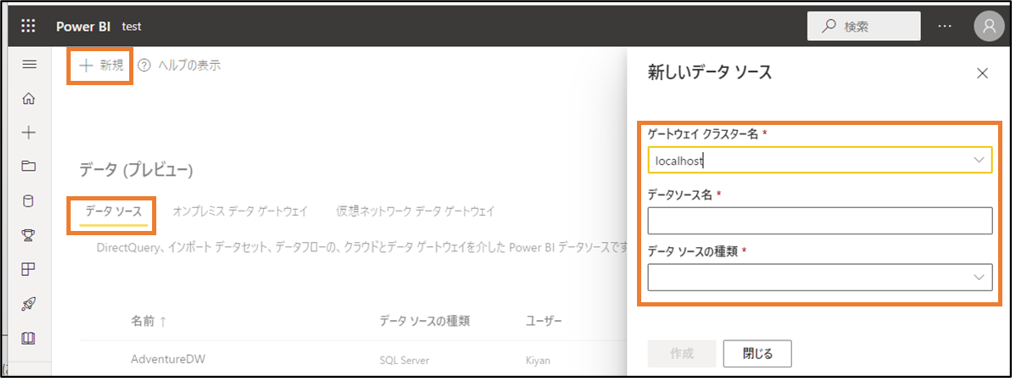 Power BI test
検索
新規 ヘルプの表示
新しいデータ ソース
ゲートウェイ クラスター名 *
localhost
データ (プレビュー)
データソース名 *
データ ソース オンプレミス データ ゲートウェイ 仮想ネットワーク データ ゲートウェイ
DirectQuery、インポート データセット、データフローの、クラウドとデータ ゲートウェイを介した Power BI データソースです
データ ソースの種類 *
名前 ↑ データ ソースの種類 ユーザー
AdventureDW SQL Server Kiyan
作成 閉じる